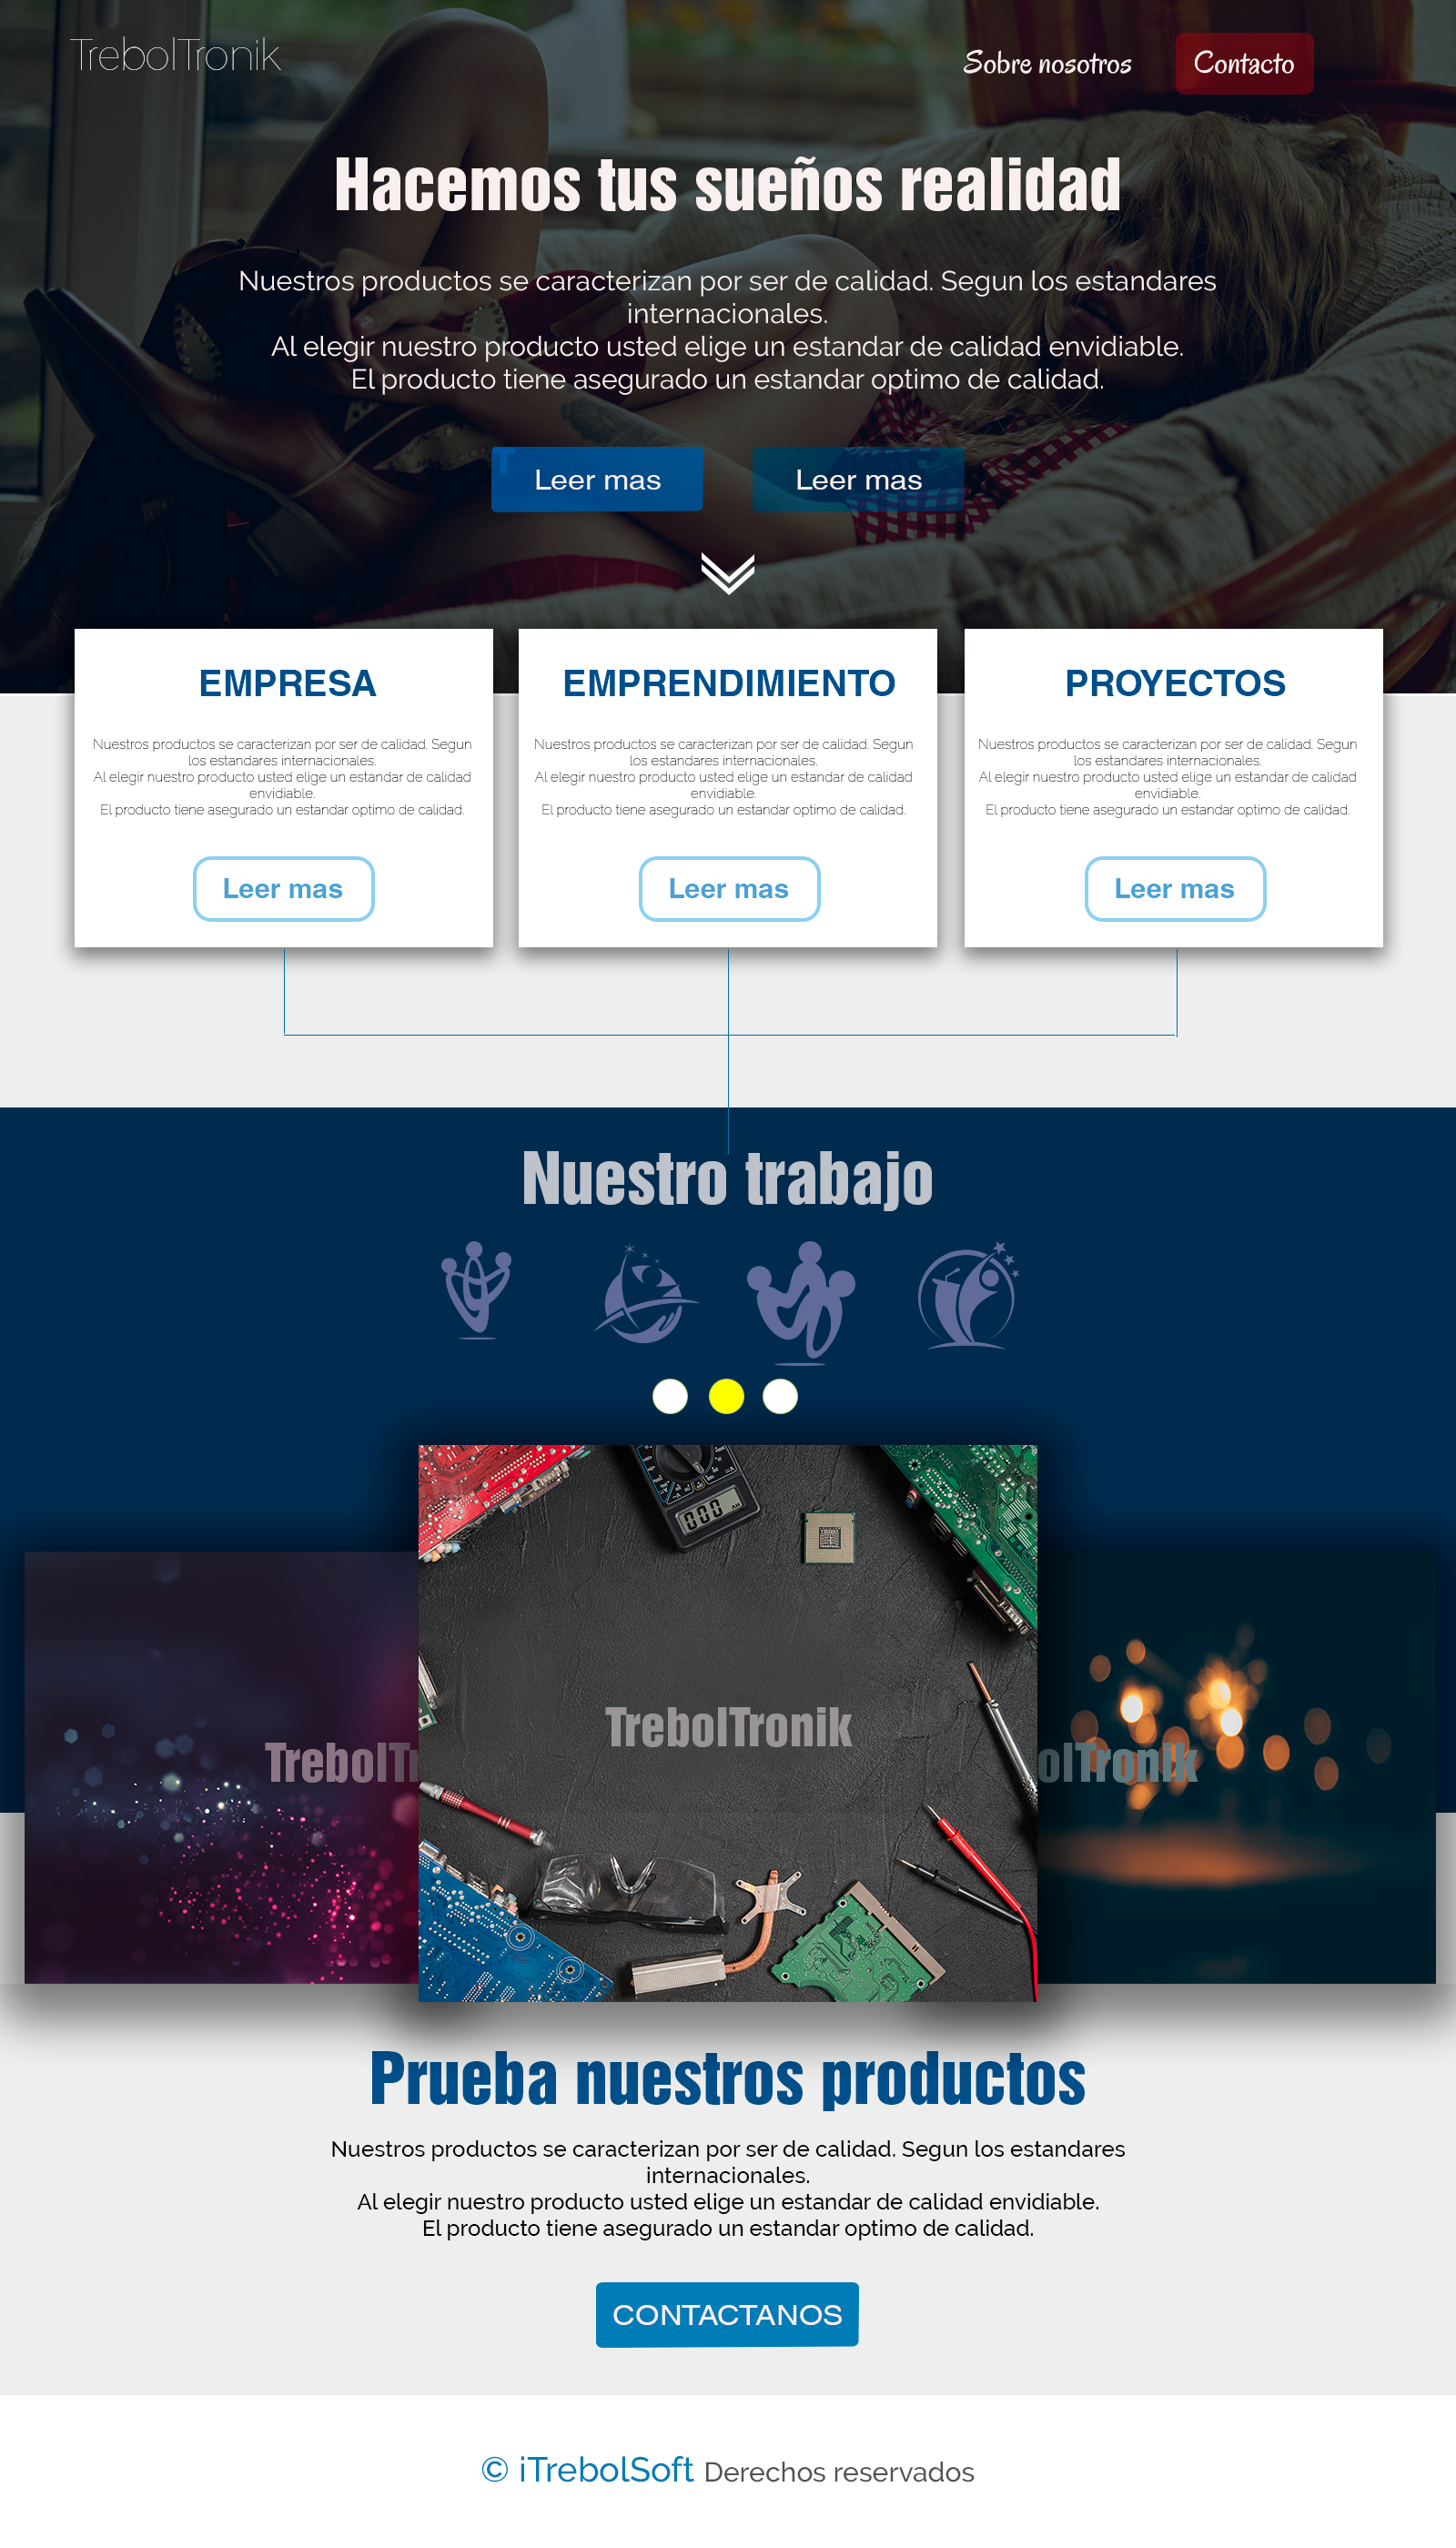 TrebolTronik
Sobre nosotros
Contacto
Hacemos tus sueños realidad
Nuestros productos se caracterizan por ser de calidad. Segun los estandares
internacionales.
Al elegir nuestro producto usted elige un estandar de calidad envidiable.
El producto tiene asegurado un estandar optimo de calidad.
T
Leer mas
Leer mas
EMPRESA
Nuestros productos se caracterizan por ser de calidad. Segun
los estandares internacionales.
Al elegir nuestro producto usted elige un estandar de calidad
envidiable.
El producto tiene asegurado un estandar optimo de calidad.
Leer mas
EMPRENDIMIENTO
Nuestros productos se caracterizan por ser de calidad. Segun
los estandares internacionales.
Al elegir nuestro producto usted elige un estandar de calidad
envidiable.
El producto tiene asegurado un estandar optimo de calidad.
Leer mas
PROYECTOS
Nuestros productos se caracterizan por ser de calidad. Segun
los estandares internacionales.
Al elegir nuestro producto usted elige un estandar de calidad
envidiable.
El producto tiene asegurado un estandar optimo de calidad.
Leer mas
Nuestro trabajo
000
TrebolTr
TrebolTronik
olTronik
Prueba nuestros productos
Nuestros productos se caracterizan por ser de calidad. Segun los estandares
internacionales.
Al elegir nuestro producto usted elige un estandar de calidad envidiable.
El producto tiene asegurado un estandar optimo de calidad.
CONTACTANOS
© iTrebolSoft Derechos reservados